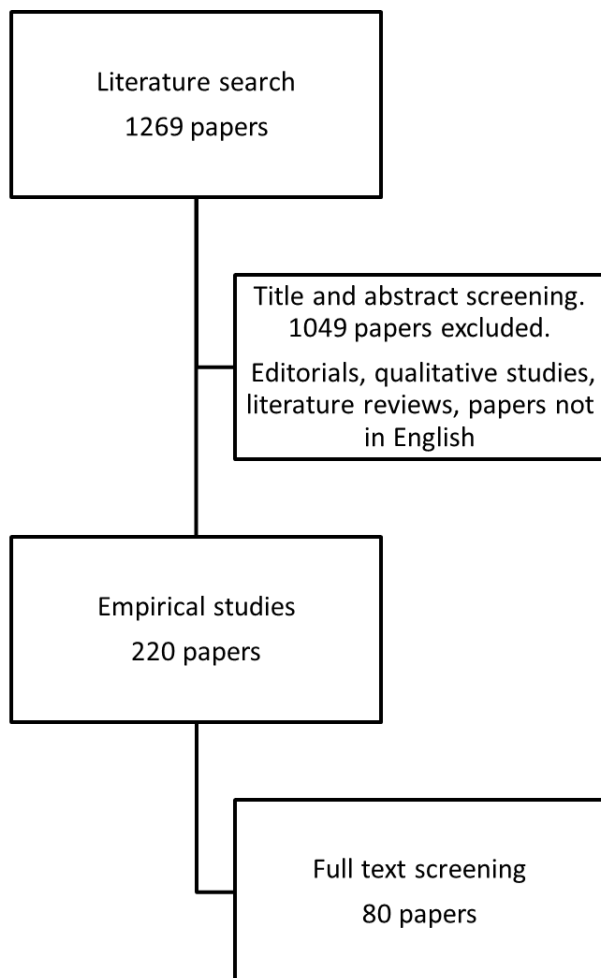 Literature search
1269 papers
Title and abstract screening.
1049 papers excluded.
Editorials, qualitative studies,
literature reviews, papers not
in English
Empirical studies
220 papers
Full text screening
80 papers